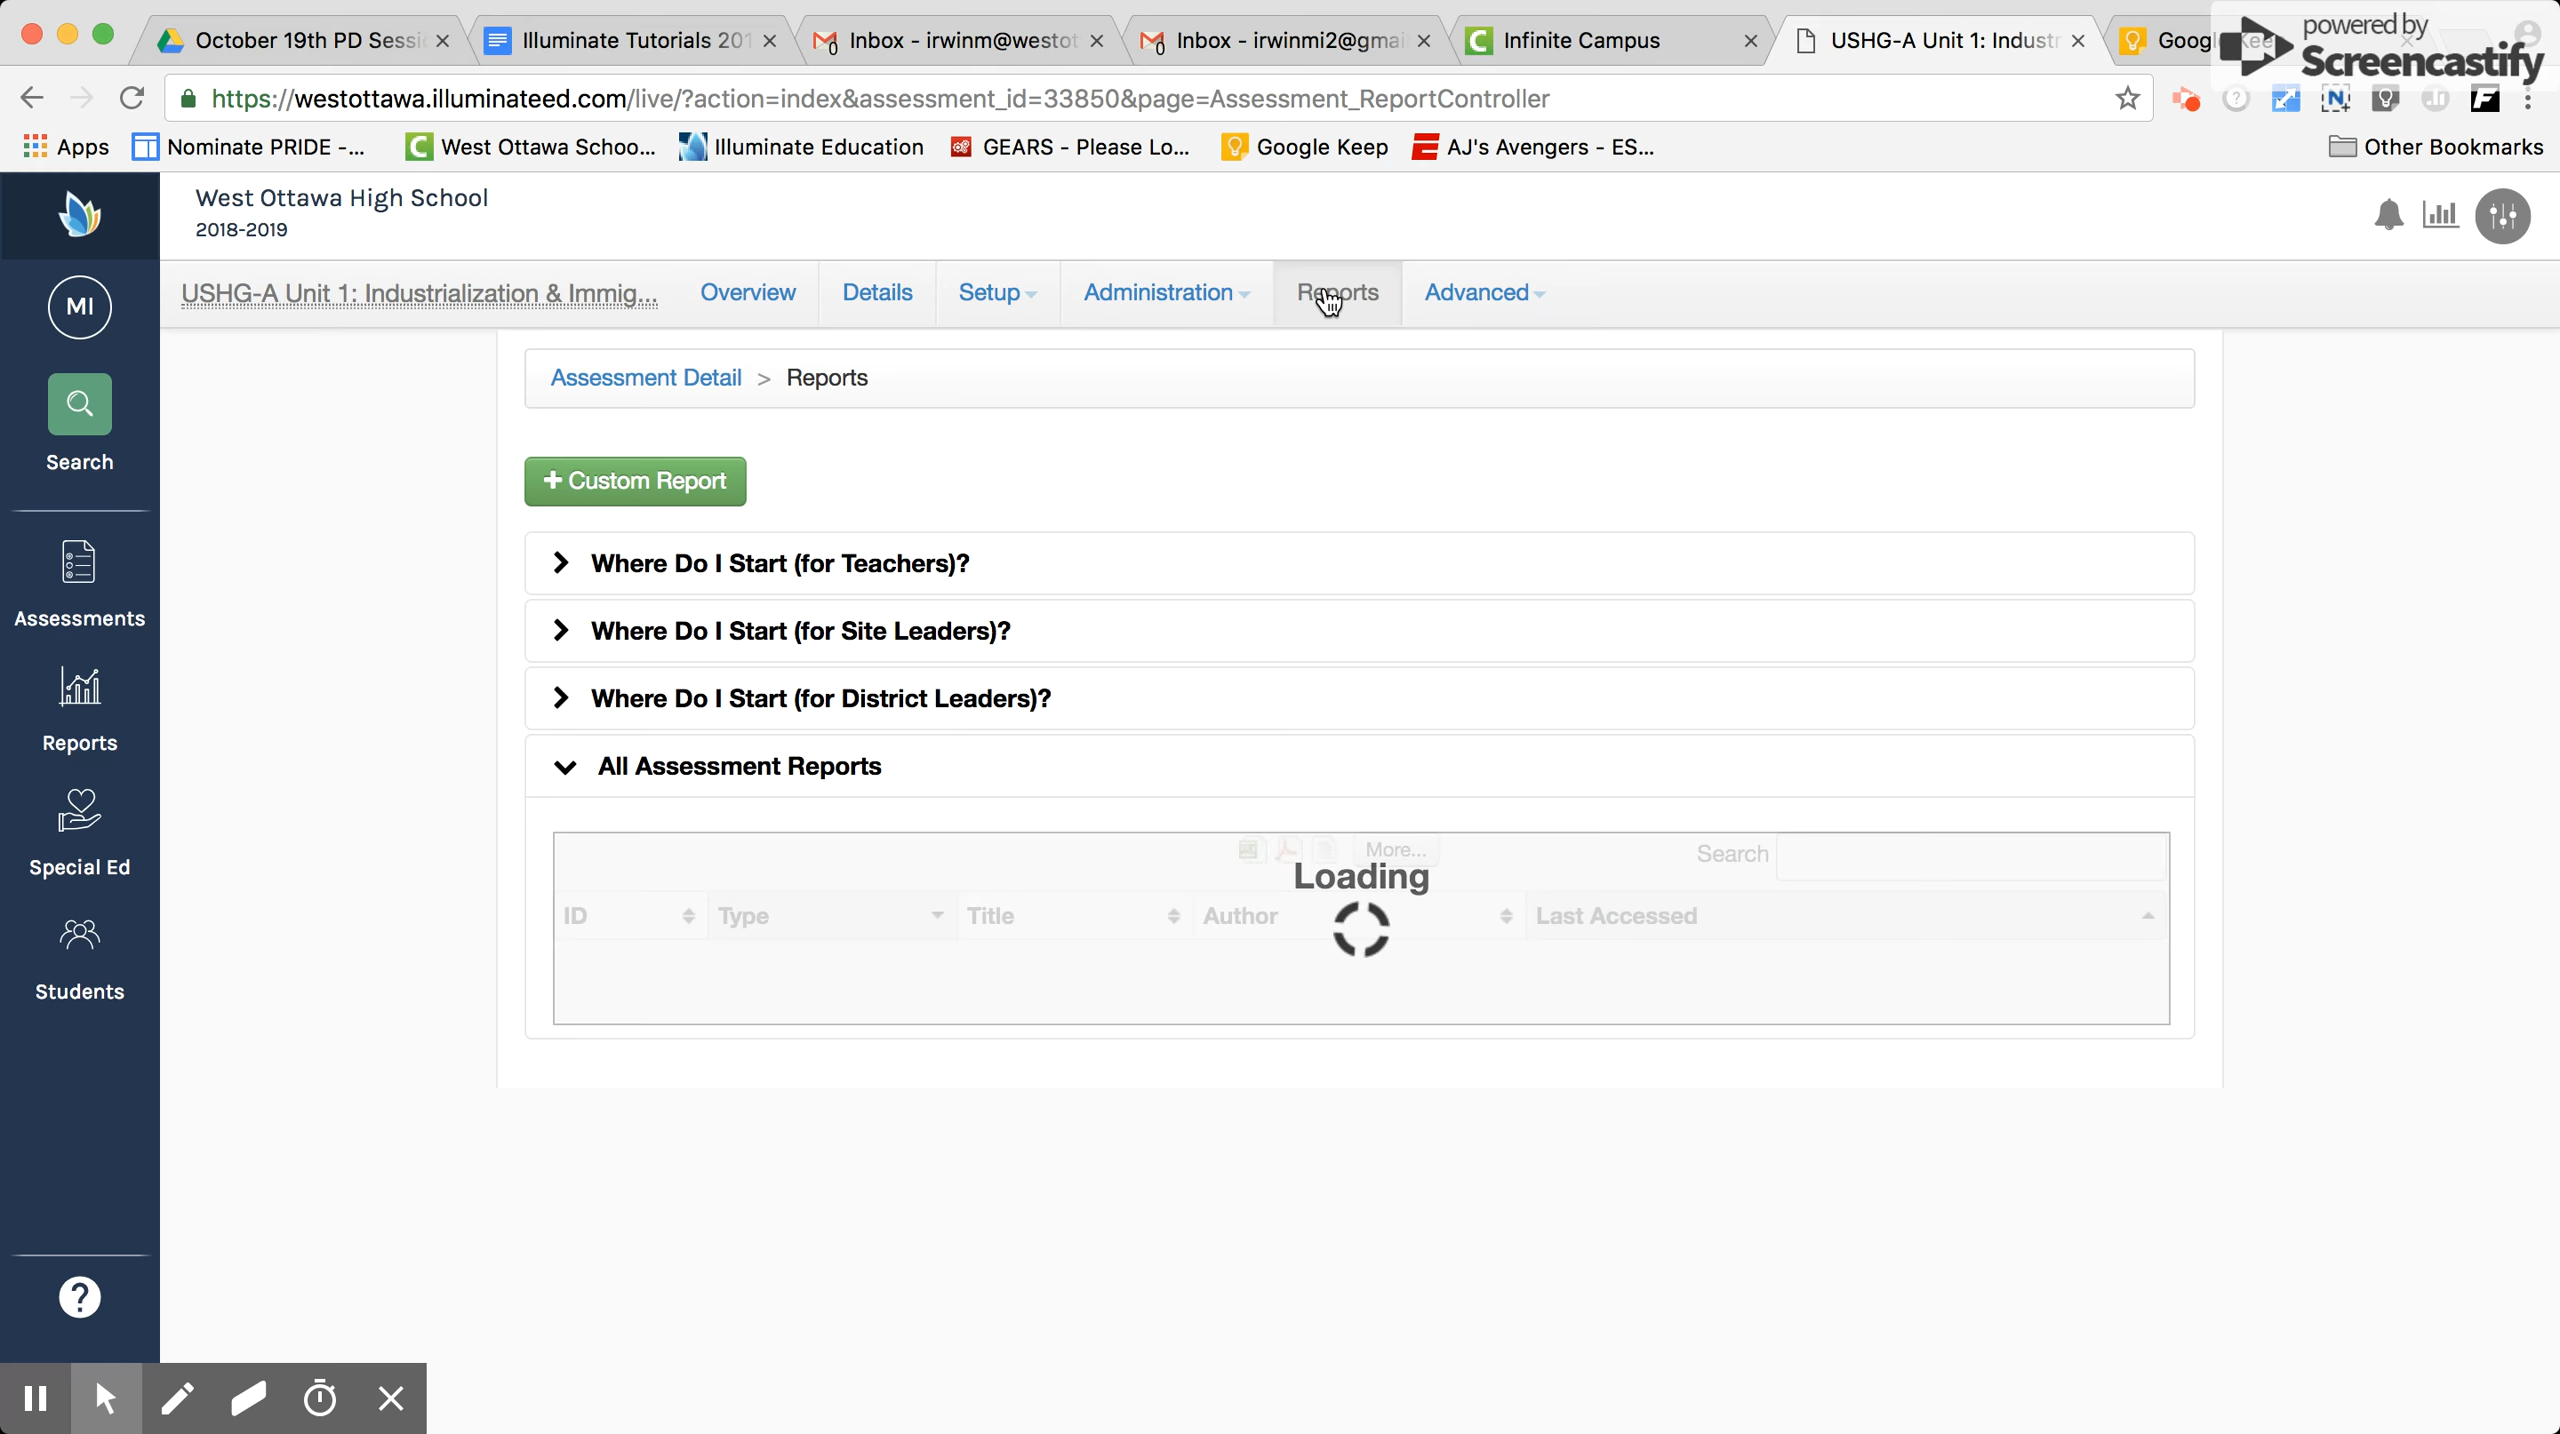 October 19th PD Sessi
Illuminate Tutorials 201
Inbox - irwinm@westot
Inbox - irwinmi2@gmai
Infinite Campus
USHG-A Unit 1: Industr
Googl
powered by
Screencastify
https://westottawa.illuminateed.com/live/?action=index&assessment_id=33850&page=Assessment_ReportController
Apps
Nominate PRIDE -...
West Ottawa Schoo...
Illuminate Education
GEARS - Please Lo...
Google Keep
AJ's Avengers - ES...
Other Bookmarks
West Ottawa High School
2018-2019
MI
Search
Assessments
Reports
Special Ed
Students
USHG-A Unit 1: Industrialization & Immig...
Overview
Details
Setup
Administration
Reports
Advanced
Assessment Detail > Reports
+ Custom Report
Where Do I Start (for Teachers)?
Where Do I Start (for Site Leaders)?
Where Do I Start (for District Leaders)?
All Assessment Reports
More...
Search
Loading
ID
Type
Title
Author
Last Accessed